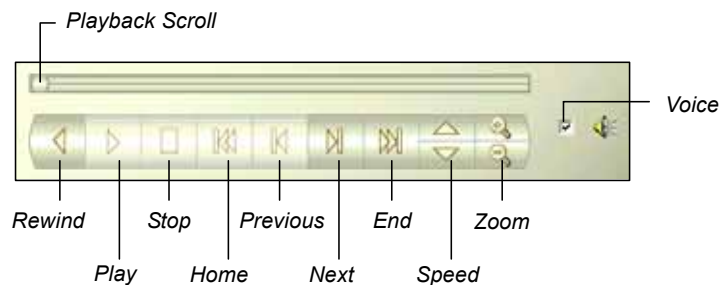 Playback Scroll
Voice
Rewind Stop Previous End Zoom
Play Home Next Speed